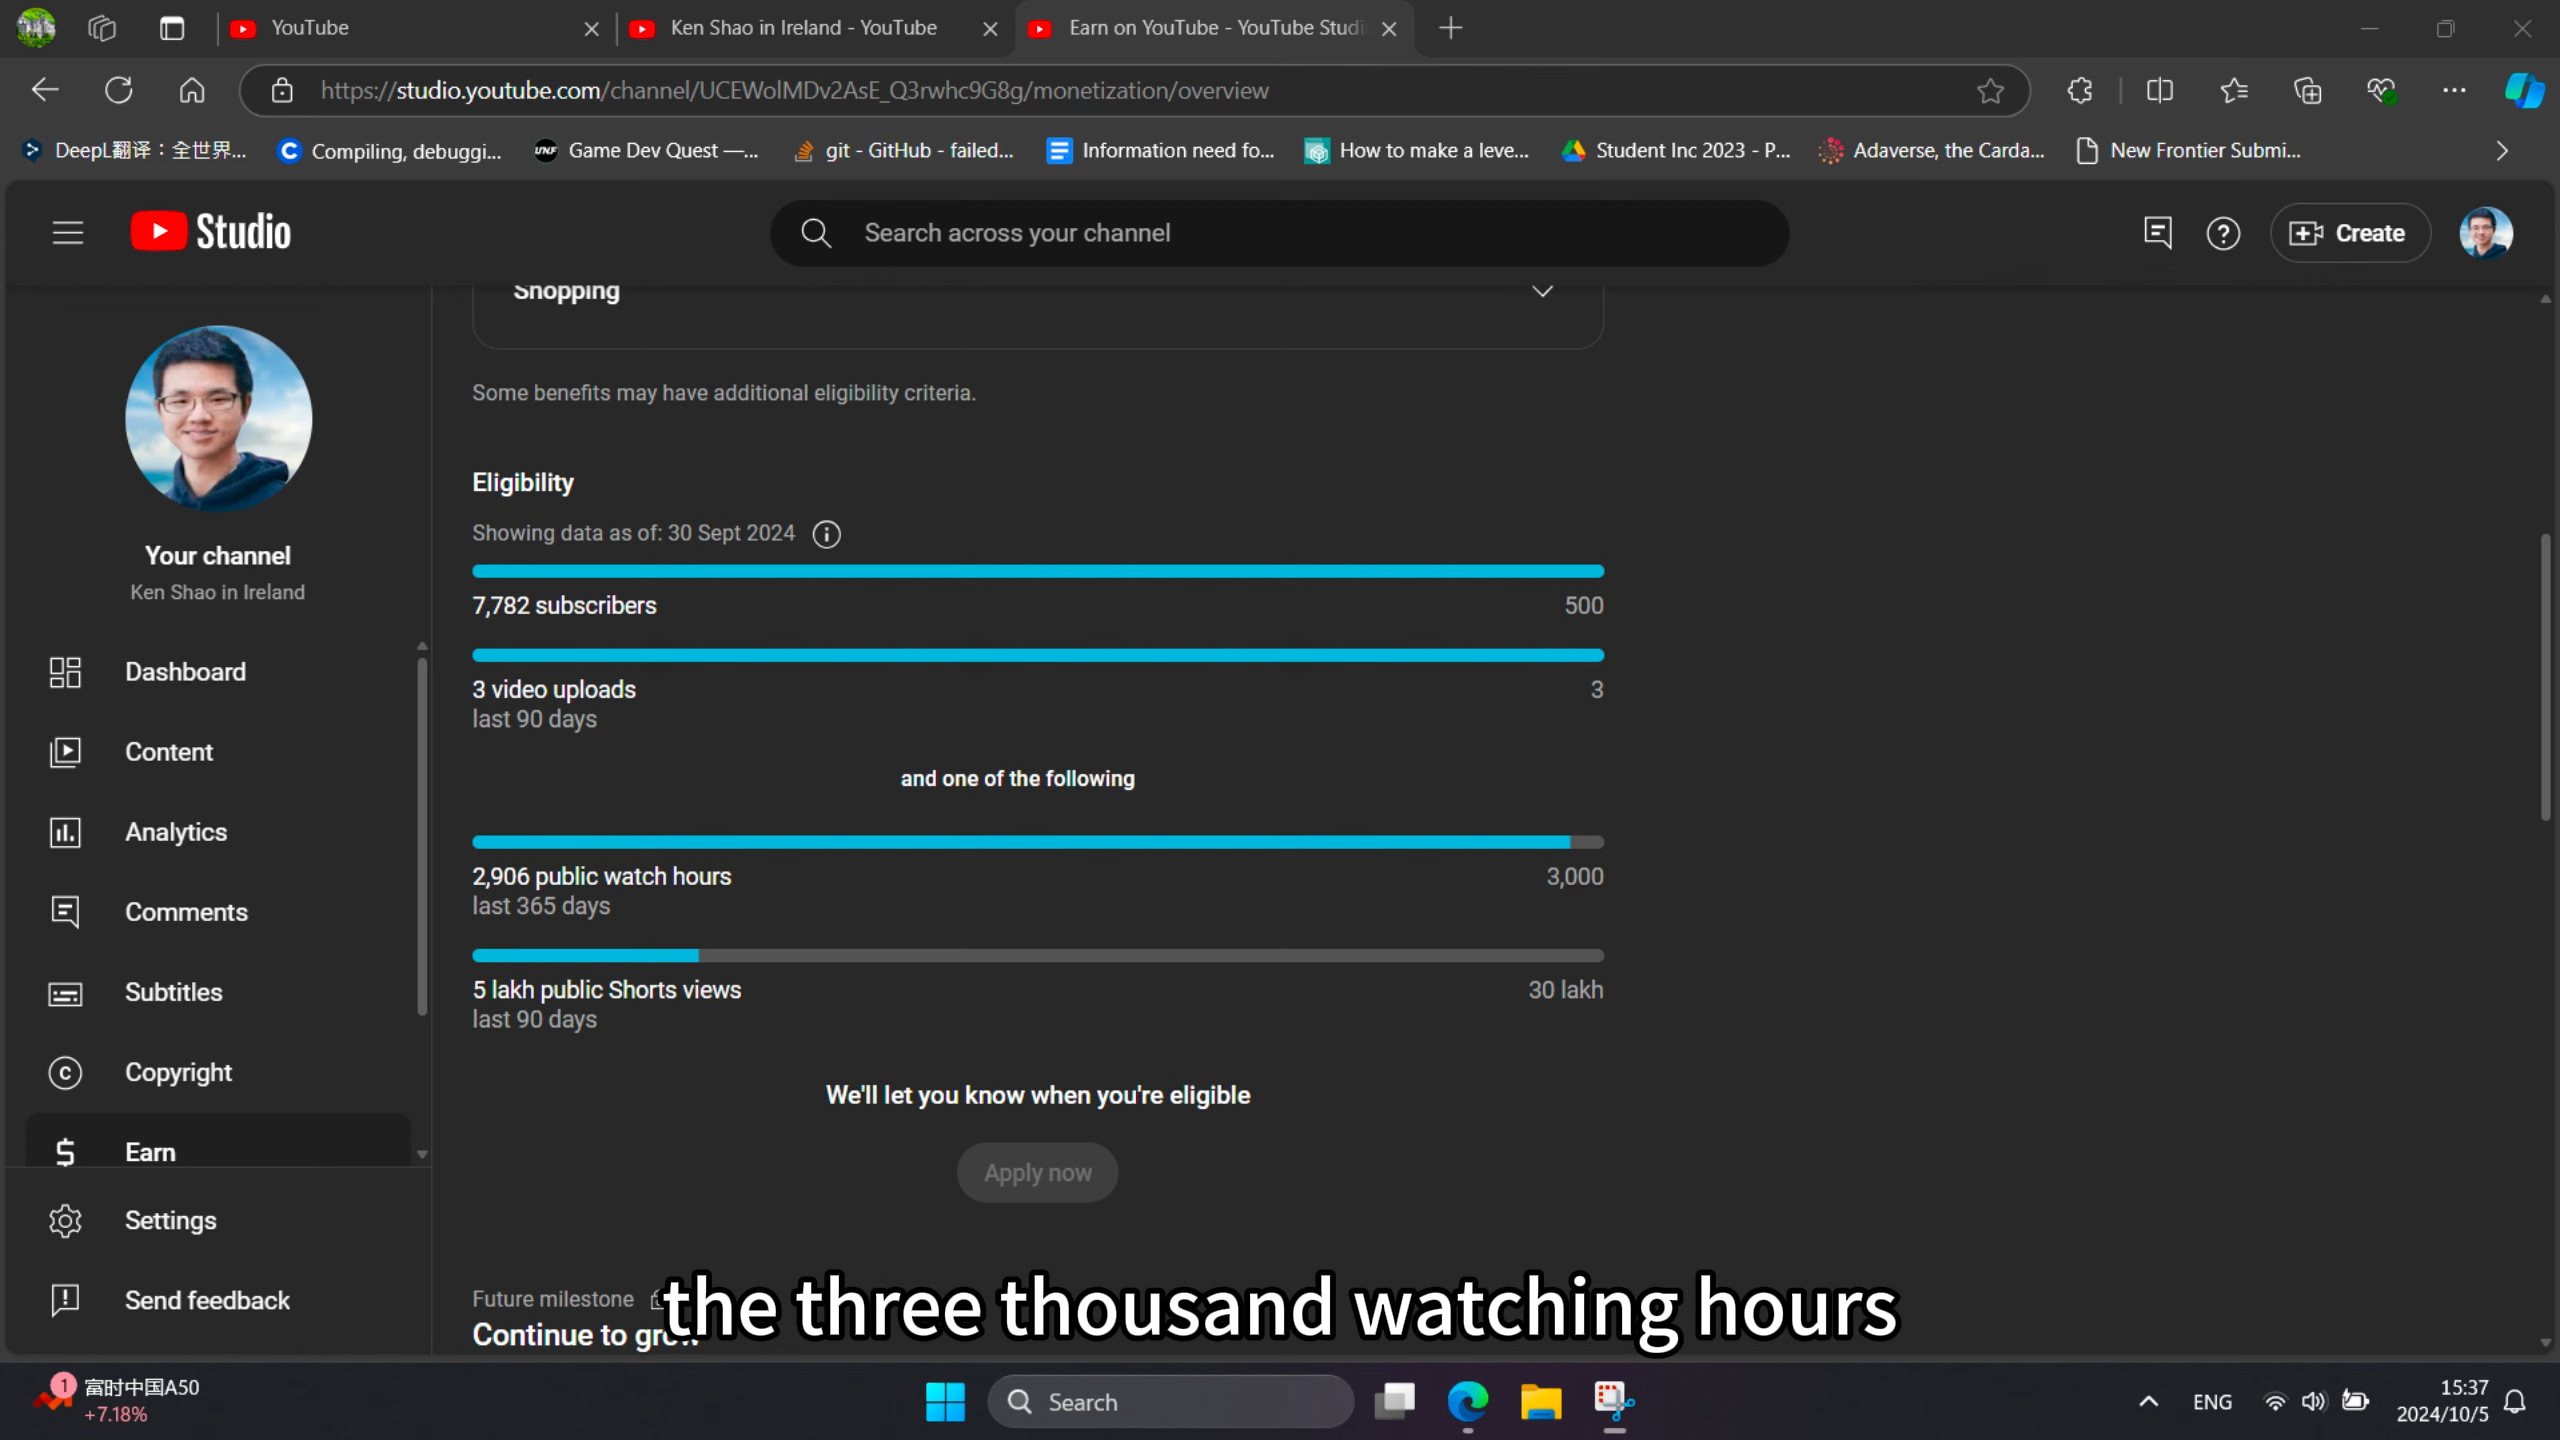 YouTube
Ken Shao in Ireland - YouTube
Earn on YouTube - YouTube Studi
https://studio.youtube.com/channel/UCEWolMDv2AsE_Q3rwhc9G8g/monetization/overview
DeepL翻译：全世界...
Compiling, debuggi...
Game Dev Quest —...
git - GitHub - failed...
Information need fo...
How to make a leve...
Student Inc 2023 - P...
Adaverse, the Carda...
New Frontier Submi...
Studio
Search across your channel
Create
Shopping
Some benefits may have additional eligibility criteria.
Your channel
Ken Shao in Ireland
Dashboard
Content
Analytics
Comments
Subtitles
Copyright
Earn
Settings
Send feedback
Eligibility
Showing data as of: 30 Sept 2024
7,782 subscribers 500
3 video uploads 3
last 90 days
and one of the following
2,906 public watch hours 3,000
last 365 days
5 lakh public Shorts views 30 lakh
last 90 days
We'll let you know when you're eligible
Apply now
Future milestone
Continue to grow
the three thousand watching hours
1
富时中国A50
+7.18%
Search
ENG
15:37
2024/10/5